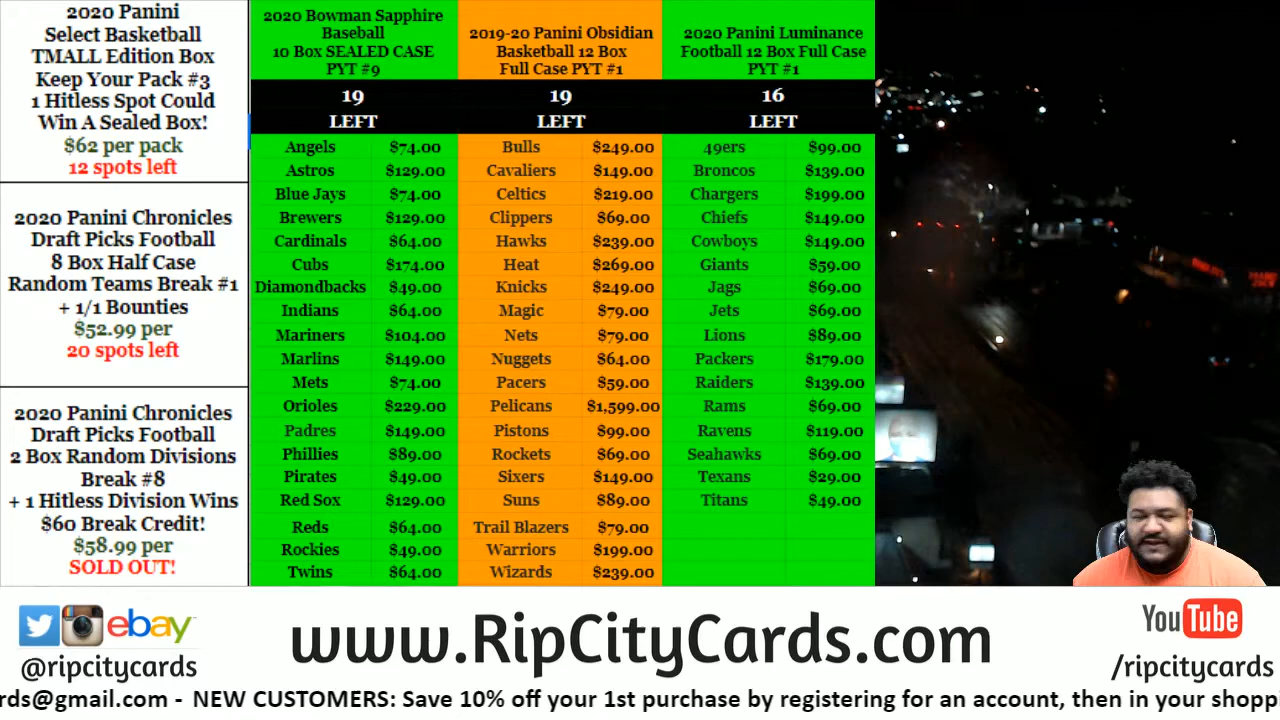 2020 Panini
Select Basketball
TMALL Edition Box
Keep Your Pack #3
1 Hitless Spot Could
Win A Sealed Box!
$62 per pack
12 spots left
2020 Panini Chronicles
Draft Picks Football
8 Box Half Case
Random Teams Break #1
+ 1/1 Bounties
$52.99 per
20 spots left
2020 Panini Chronicles
Draft Picks Football
2 Box Random Divisions
Break #8
+ 1 Hitless Division Wins
$60 Break Credit!
$58.99 per
SOLD OUT!
2020 Bowman Sapphire
Baseball
10 Box SEALED CASE
PYT #9
19
LEFT
Angels $74.00
Astros $129.00
Blue Jays $74.00
Brewers $129.00
Cardinals $64.00
Cubs $174.00
Diamondbacks $49.00
Indians $64.00
Mariners $104.00
Marlins $149.00
Mets $74.00
Orioles $229.00
Padres $149.00
Phillies $89.00
Pirates $49.00
Red Sox $129.00
Reds $64.00
Rockies $49.00
Twins $64.00
2019-20 Panini Obsidian
Basketball 12 Box
Full Case PYT #1
19
LEFT
Bulls $249.00
Cavaliers $149.00
Celtics $219.00
Clippers $69.00
Hawks $239.00
Heat $269.00
Knicks $249.00
Magic $79.00
Nets $79.00
Nuggets $64.00
Pacers $59.00
Pelicans $1,599.00
Pistons $99.00
Rockets $69.00
Sixers $149.00
Suns $89.00
Trail Blazers $79.00
Warriors $199.00
Wizards $239.00
2020 Panini Luminance
Football 12 Box Full Case
PYT #1
16
LEFT
49ers $99.00
Broncos $139.00
Chargers $199.00
Chiefs $149.00
Cowboys $149.00
Giants $59.00
Jags $69.00
Jets $69.00
Lions $89.00
Packers $179.00
Raiders $139.00
Rams $69.00
Ravens $119.00
Seahawks $69.00
Texans $29.00
Titans $49.00
ebay
@ripcitycards
www.RipCityCards.com
YouTube
/ripcitycards
rds@gmail.com - NEW CUSTOMERS: Save 10% off your 1st purchase by registering for an account, then in your shopp